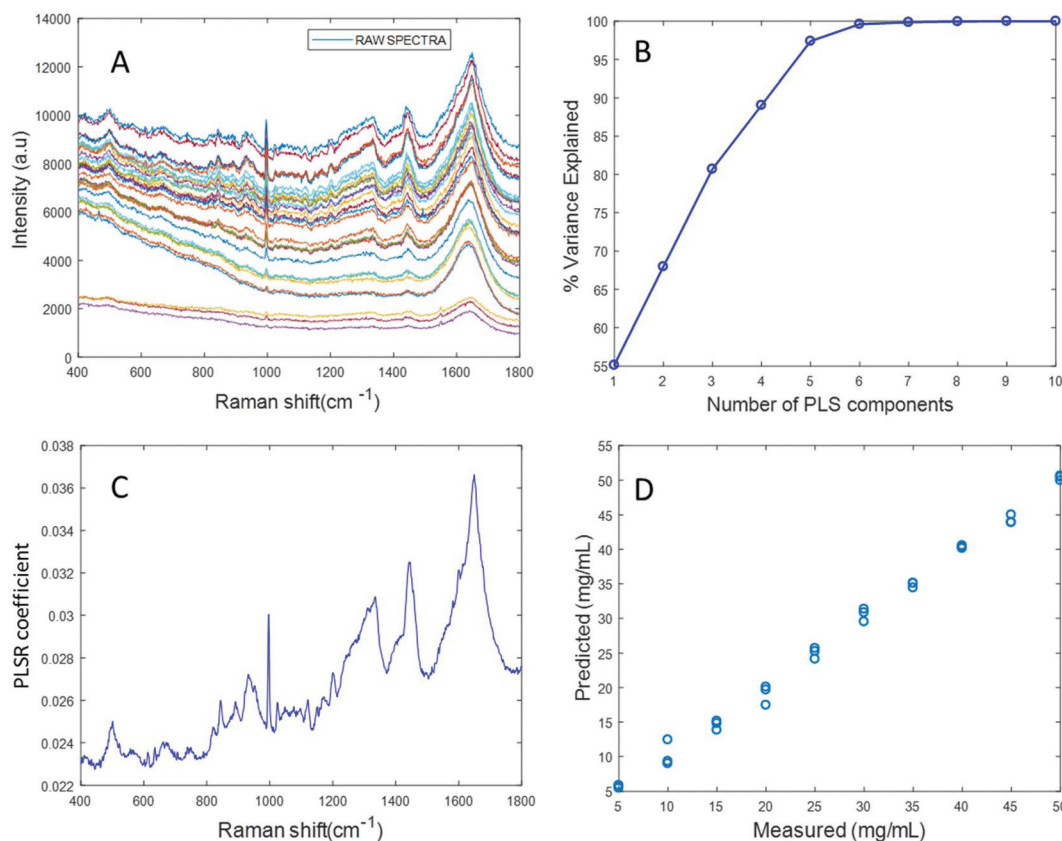 A
RAW SPECTRA
Intensity (a.u)
14000
12000
10000
8000
6000
4000
2000
0
400 600 800 1000 1200 1400 1600 1800
Raman shift(cm -1)
B
% Variance Explained
100
95
90
85
80
75
70
65
60
55
1 2 3 4 5 6 7 8 9 10
Number of PLS components
C
PLSR coefficient
0.038
0.036
0.034
0.032
0.03
0.028
0.026
0.024
0.022
400 600 800 1000 1200 1400 1600 1800
Raman shift(cm-1)
D
Predicted (mg/mL)
55
50
45
40
35
30
25
20
15
10
5
5 10 15 20 25 30 35 40 45 50
Measured (mg/mL)